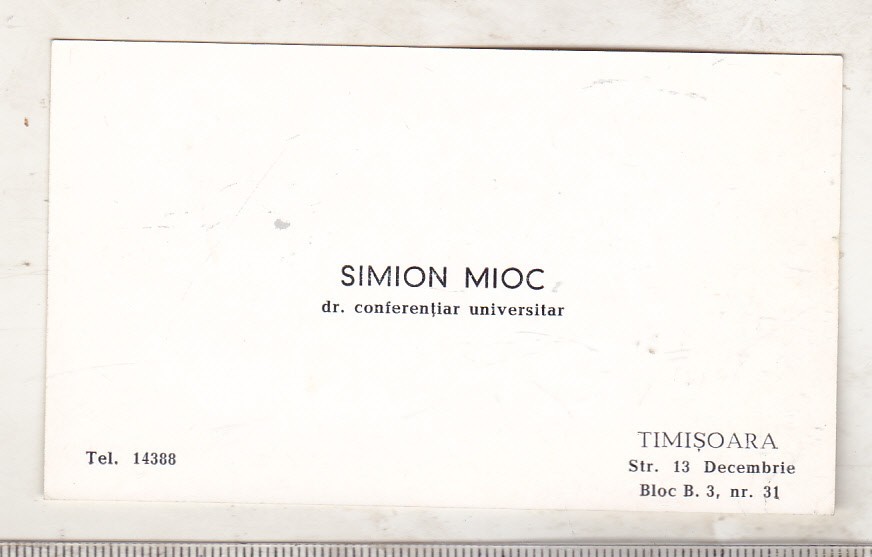 SIMION MIOC
dr. conferențiar universitar
Tel. 14388
TIMIȘOARA
Str. 13 Decembrie
Bloc B. 3, nr. 31